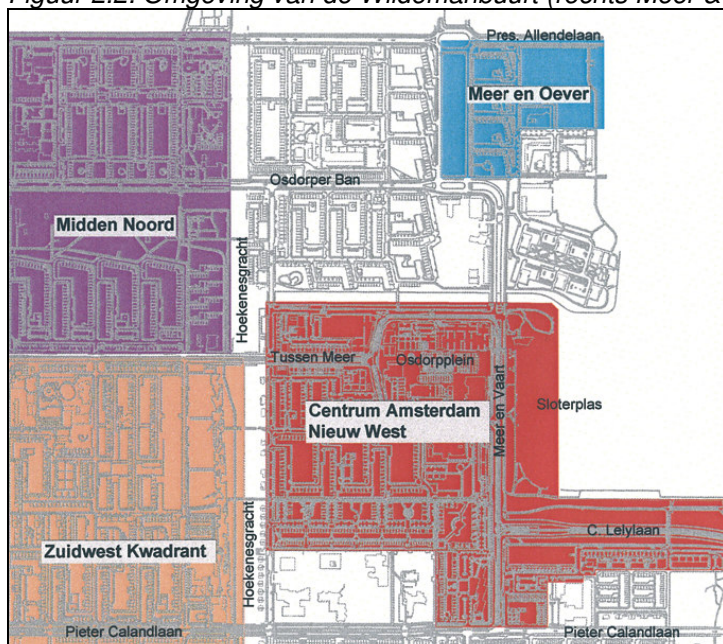 Figuur 2.2: Omgeving van de Wildemanbuurt (rechts Meer &
Pres. Allendelaan
Meer en Oever
Osdorper Ban
Midden Noord
Hoekenesgracht
Tussen Meer
Osdorpplein
Centrum Amsterdam
Nieuw West
Meer en Vaart
Sloterplas
C. Lelylaan
Zuidwest Kwadrant
Hoekenesgracht
Pieter Calandlaan
Pieter Calandlaan